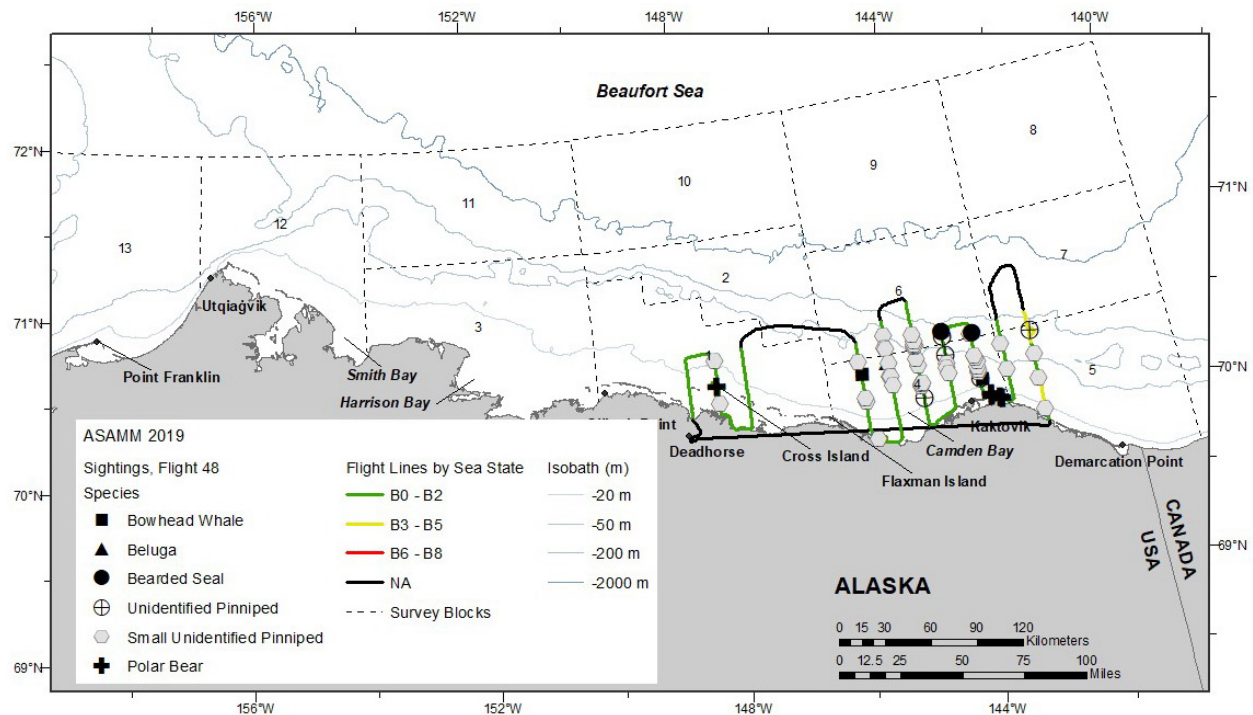 156°W 152°W 148°W 144°W 140°W
Beaufort Sea
8
72°N
9
71°N
10
11
12
13
7
2
6
Utqiaġvik
71°N
3
1
70°N
Point Franklin
Smith Bay
5
Harrison Bay
4
Kaktovik
int
Deadhorse
Cross Island
Camden Bay
Demarcation Point
Flaxman Island
70°N
69°N
CANADA
USA
ALASKA
0 15 30 60 90 120
Kilometers
0 12.5 25 50 75 100
Miles
69°N
ASAMM 2019
Sightings, Flight 48
Species
Bowhead Whale
Beluga
Bearded Seal
Unidentified Pinniped
Small Unidentified Pinniped
Polar Bear
Flight Lines by Sea State
B0 - B2
B3 - B5
B6 - B8
NA
Survey Blocks
Isobath (m)
-20 m
-50 m
-200 m
-2000 m
156°W 152°W 148°W 144°W